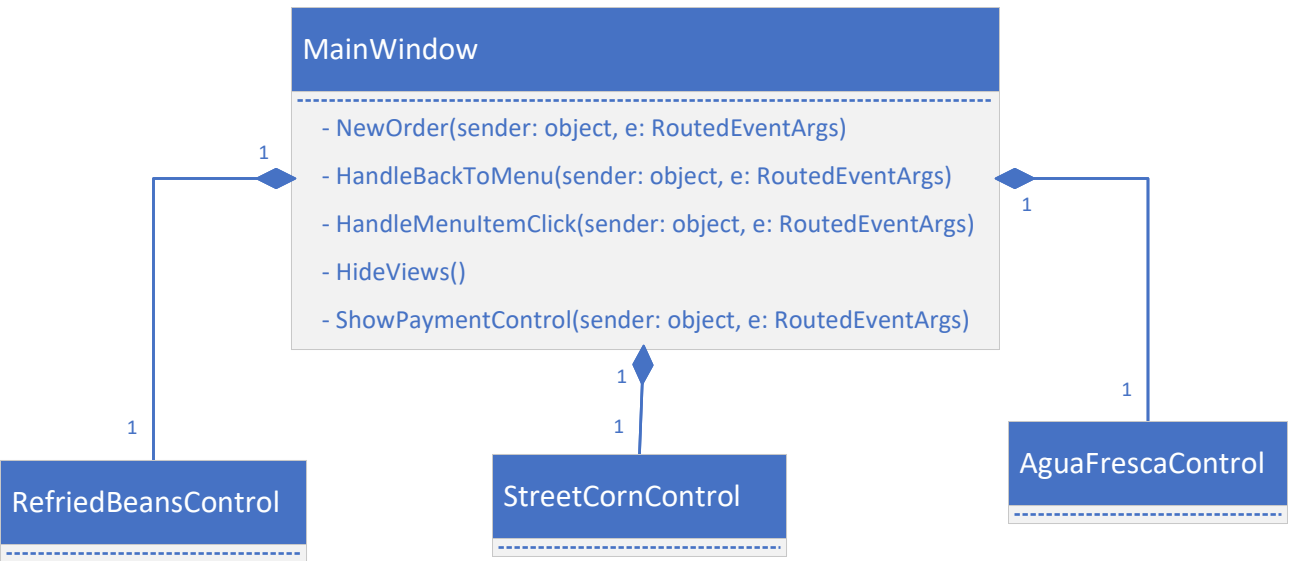 MainWindow
- NewOrder(sender: object, e: RoutedEventArgs)
- HandleBackToMenu(sender: object, e: RoutedEventArgs)
- HandleMenuItemClick(sender: object, e: RoutedEventArgs)
- HideViews()
- ShowPaymentControl(sender: object, e: RoutedEventArgs)
1
1
1
1
1
1
RefriedBeansControl
StreetCornControl
AguaFrescaControl